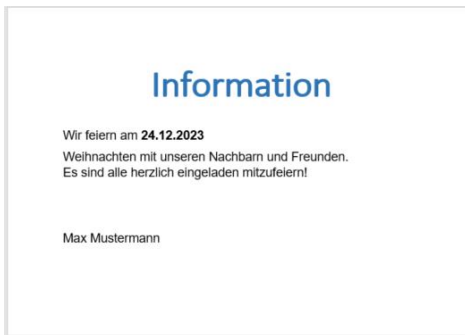 Information
Wir feiern am 24.12.2023
Weihnachten mit unseren Nachbarn und Freunden.
Es sind alle herzlich eingeladen mitzufeiern!
Max Mustermann